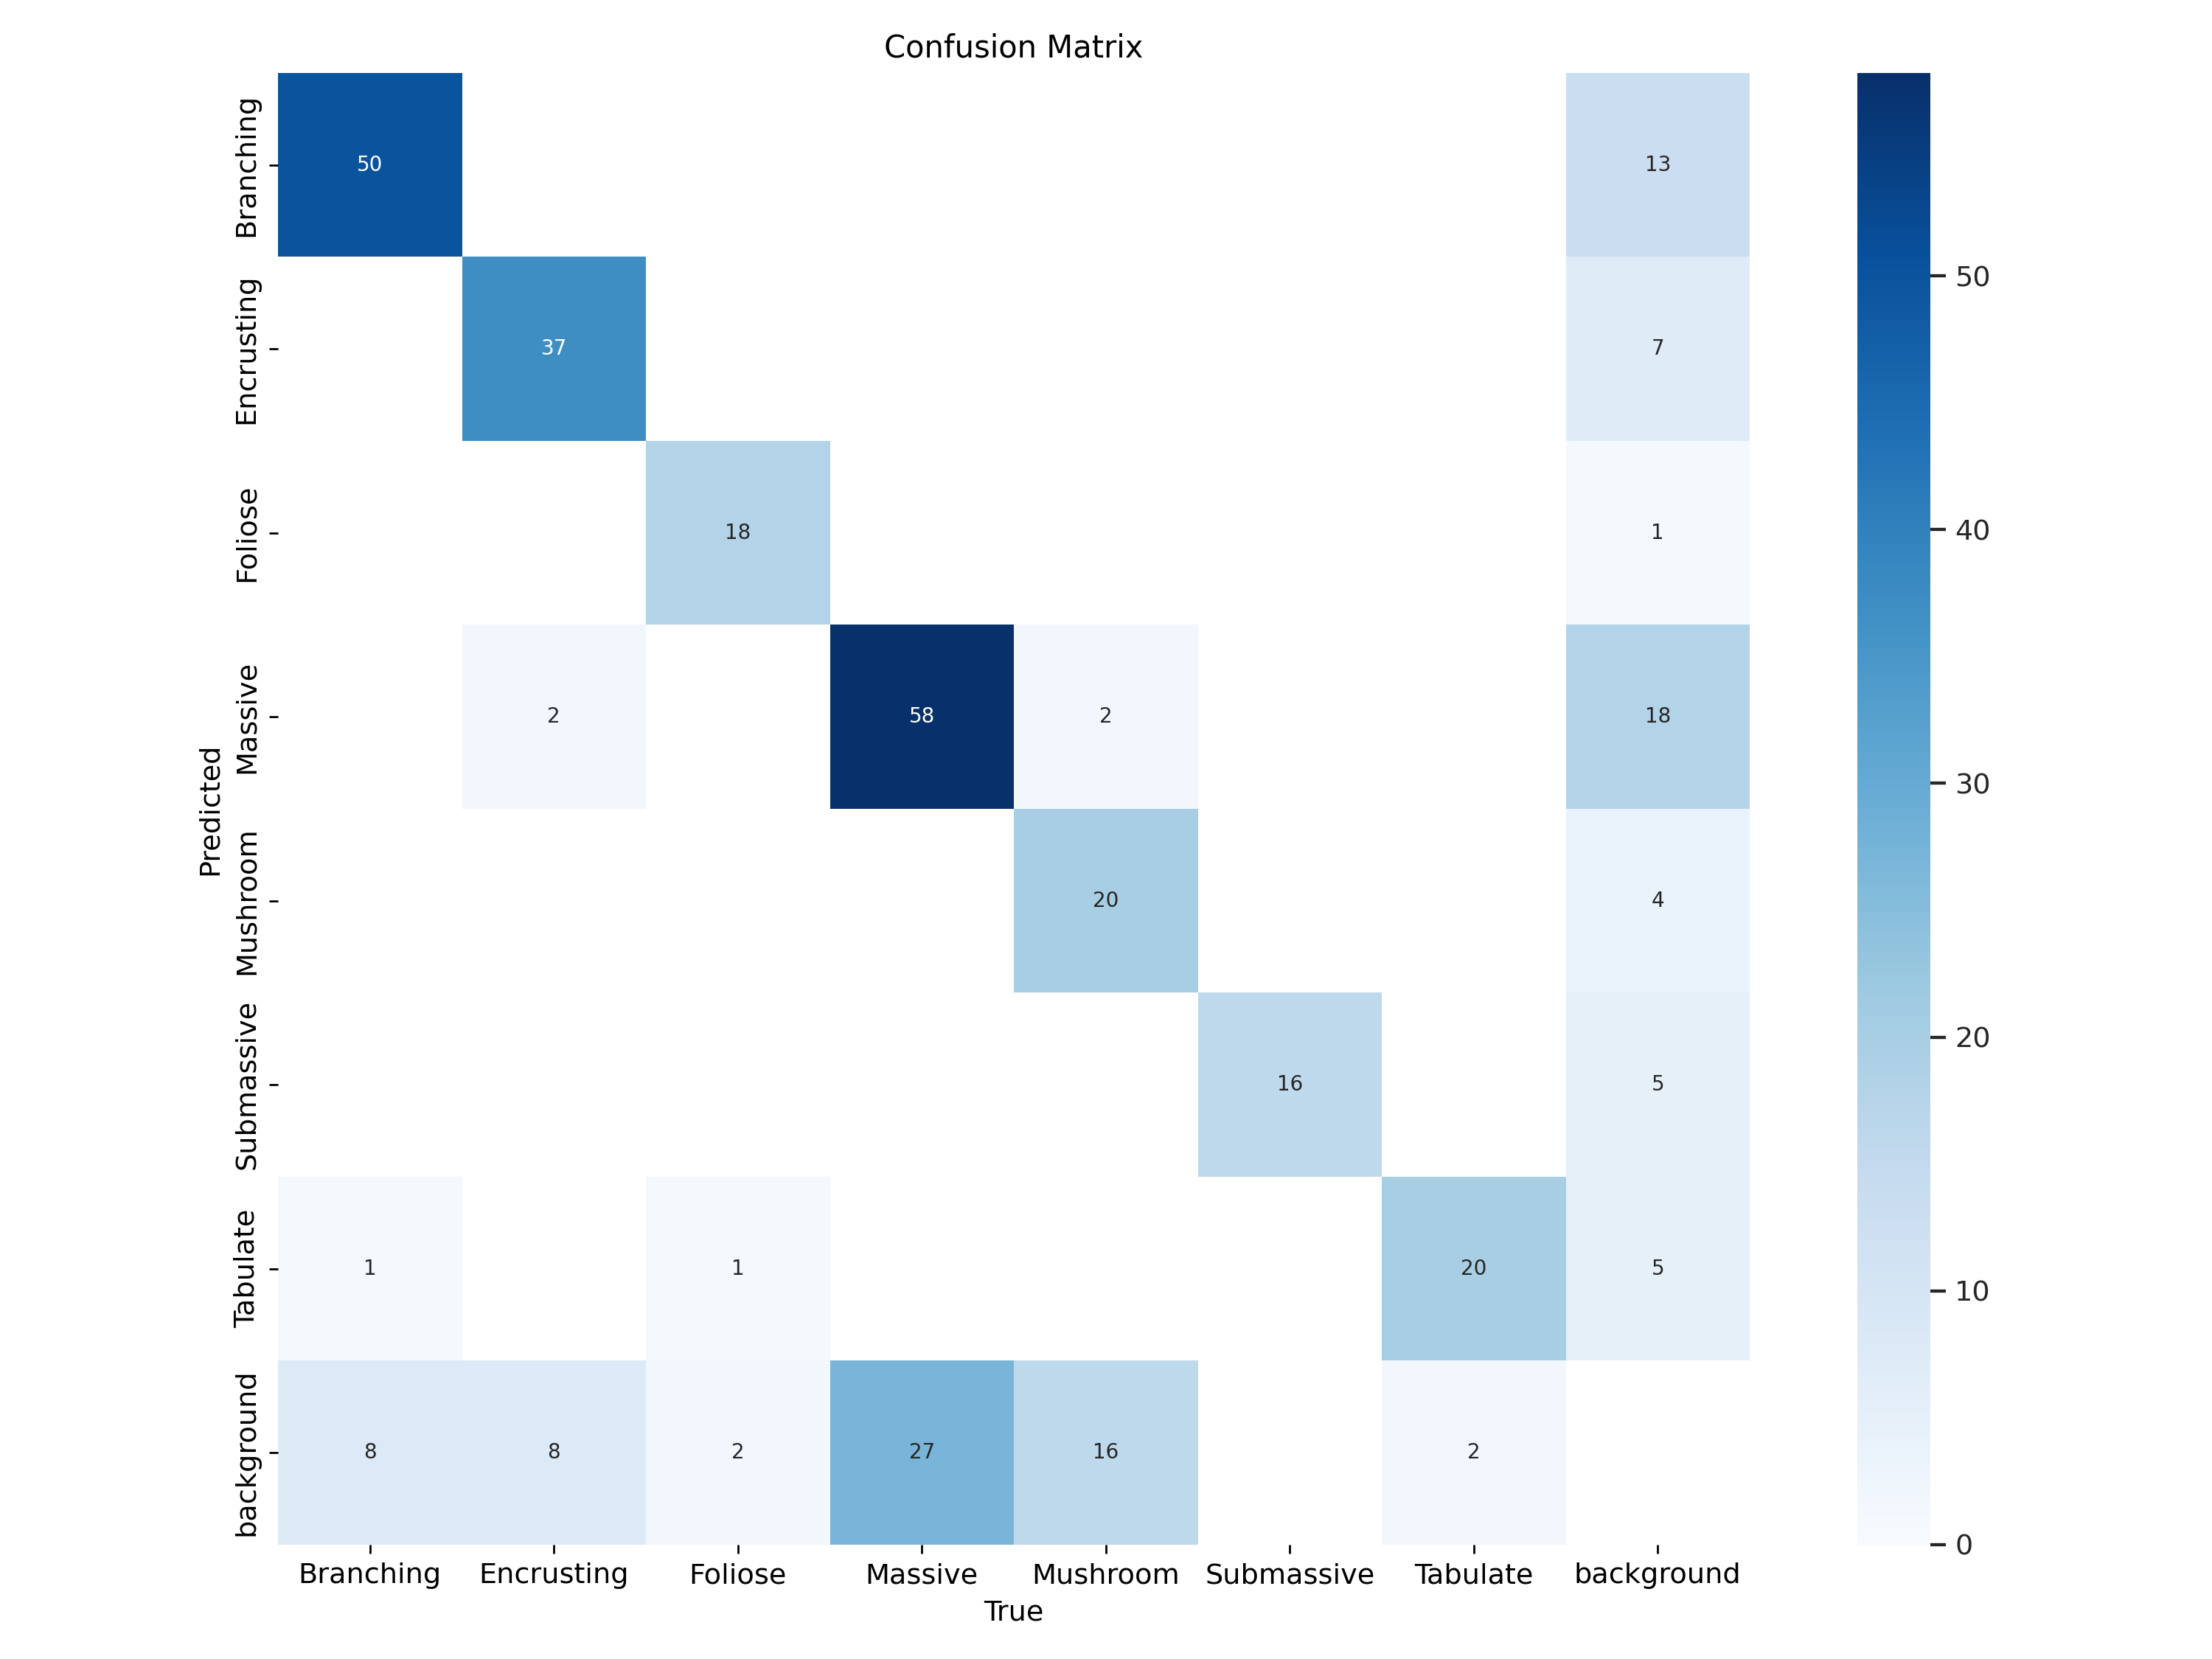 Confusion Matrix
Branching
50
13
Encrusting
37
7
50
Foliose
18
1
40
Massive
2
58
2
18
30
Predicted
Mushroom
20
4
20
Submassive
16
5
Tabulate
1
1
20
5
10
background
8
8
2
27
16
2
0
Branching Encrusting Foliose Massive Mushroom Submassive Tabulate background
True